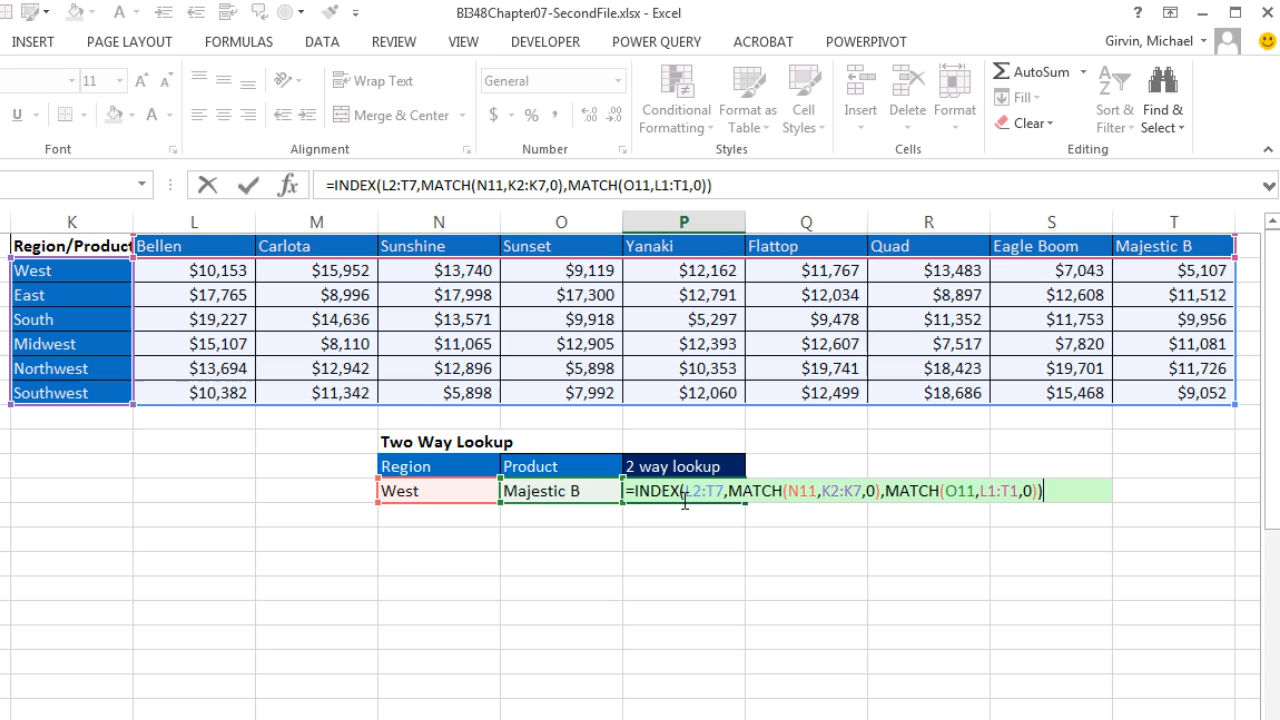 BI348Chapter07-SecondFile.xlsx - Excel
?
INSERT PAGE LAYOUT FORMULAS DATA REVIEW VIEW DEVELOPER POWER QUERY ACROBAT POWERPIVOT Girvin, Michael
11 A A Wrap Text General Conditional Formatting Format as Table Cell Styles Insert Delete Format AutoSum Fill Clear Sort & Filter Find & Select
U A Merge & Center $ % , .0 .00 .00 .0
Font Alignment Number Styles Cells Editing
fx =INDEX(L2:T7,MATCH(N11,K2:K7,0),MATCH(O11,L1:T1,0))
K L M N O P Q R S T
Region/Product Bellen Carlota Sunshine Sunset Yanaki Flattop Quad Eagle Boom Majestic B
West $10,153 $15,952 $13,740 $9,119 $12,162 $11,767 $13,483 $7,043 $5,107
East $17,765 $8,996 $17,998 $17,300 $12,791 $12,034 $8,897 $12,608 $11,512
South $19,227 $14,636 $13,571 $9,918 $5,297 $9,478 $11,352 $11,753 $9,956
Midwest $15,107 $8,110 $11,065 $12,905 $12,393 $12,607 $7,517 $7,820 $11,081
Northwest $13,694 $12,942 $12,896 $5,898 $10,353 $19,741 $18,423 $19,701 $11,726
Southwest $10,382 $11,342 $5,898 $7,992 $12,060 $12,499 $18,686 $15,468 $9,052
Two Way Lookup
Region Product 2 way lookup
West Majestic B =INDEX(L2:T7,MATCH(N11,K2:K7,0),MATCH(O11,L1:T1,0))